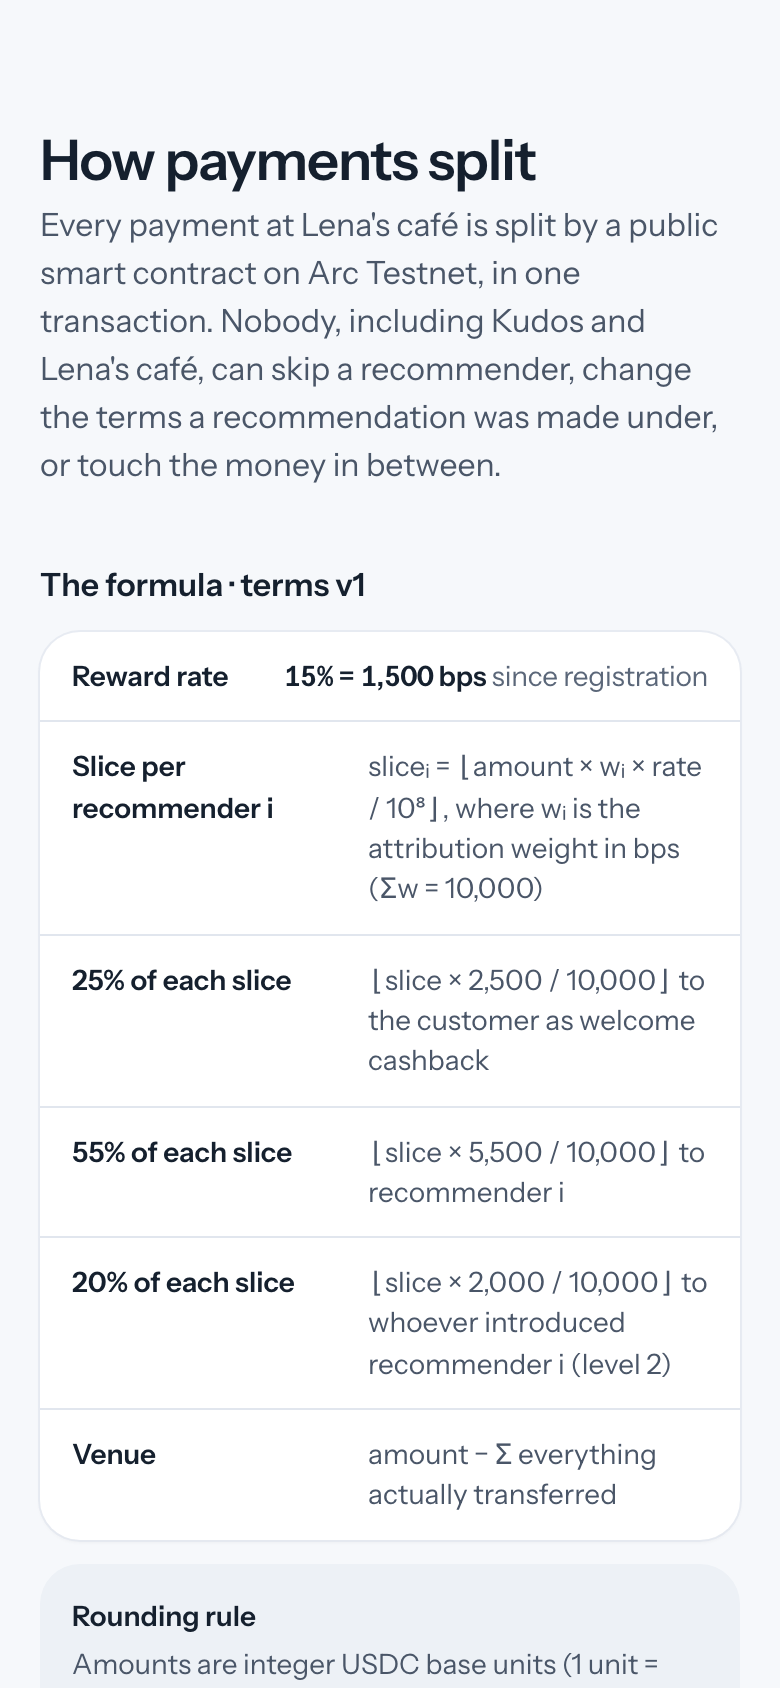 How payments split
Every payment at Lena's café is split by a public
smart contract on Arc Testnet, in one
transaction. Nobody, including Kudos and
Lena's café, can skip a recommender, change
the terms a recommendation was made under,
or touch the money in between.
The formula · terms v1
Reward rate 15% = 1,500 bps since registration
Slice per
recommender i
sliceᵢ = ⌊amount × wᵢ × rate
/ 10⁸⌋, where wᵢ is the
attribution weight in bps
(Σw = 10,000)
25% of each slice
⌊slice × 2,500 / 10,000⌋ to
the customer as welcome
cashback
55% of each slice
⌊slice × 5,500 / 10,000⌋ to
recommender i
20% of each slice
⌊slice × 2,000 / 10,000⌋ to
whoever introduced
recommender i (level 2)
Venue
amount − Σ everything
actually transferred
Rounding rule
Amounts are integer USDC base units (1 unit =